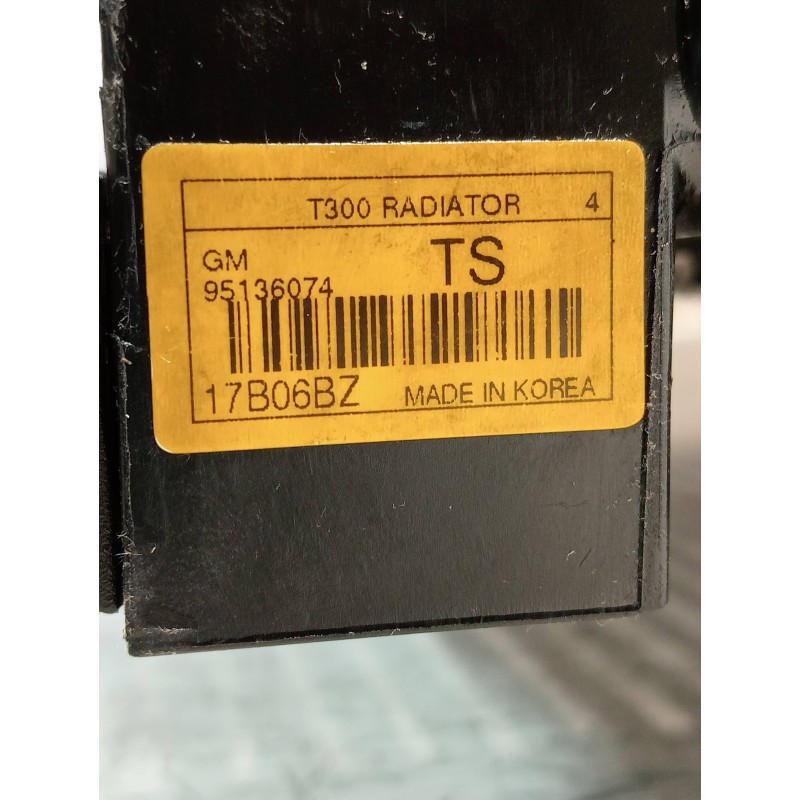 T300 RADIATOR 4
GM TS
95136074
17B06BZ MADE IN KOREA